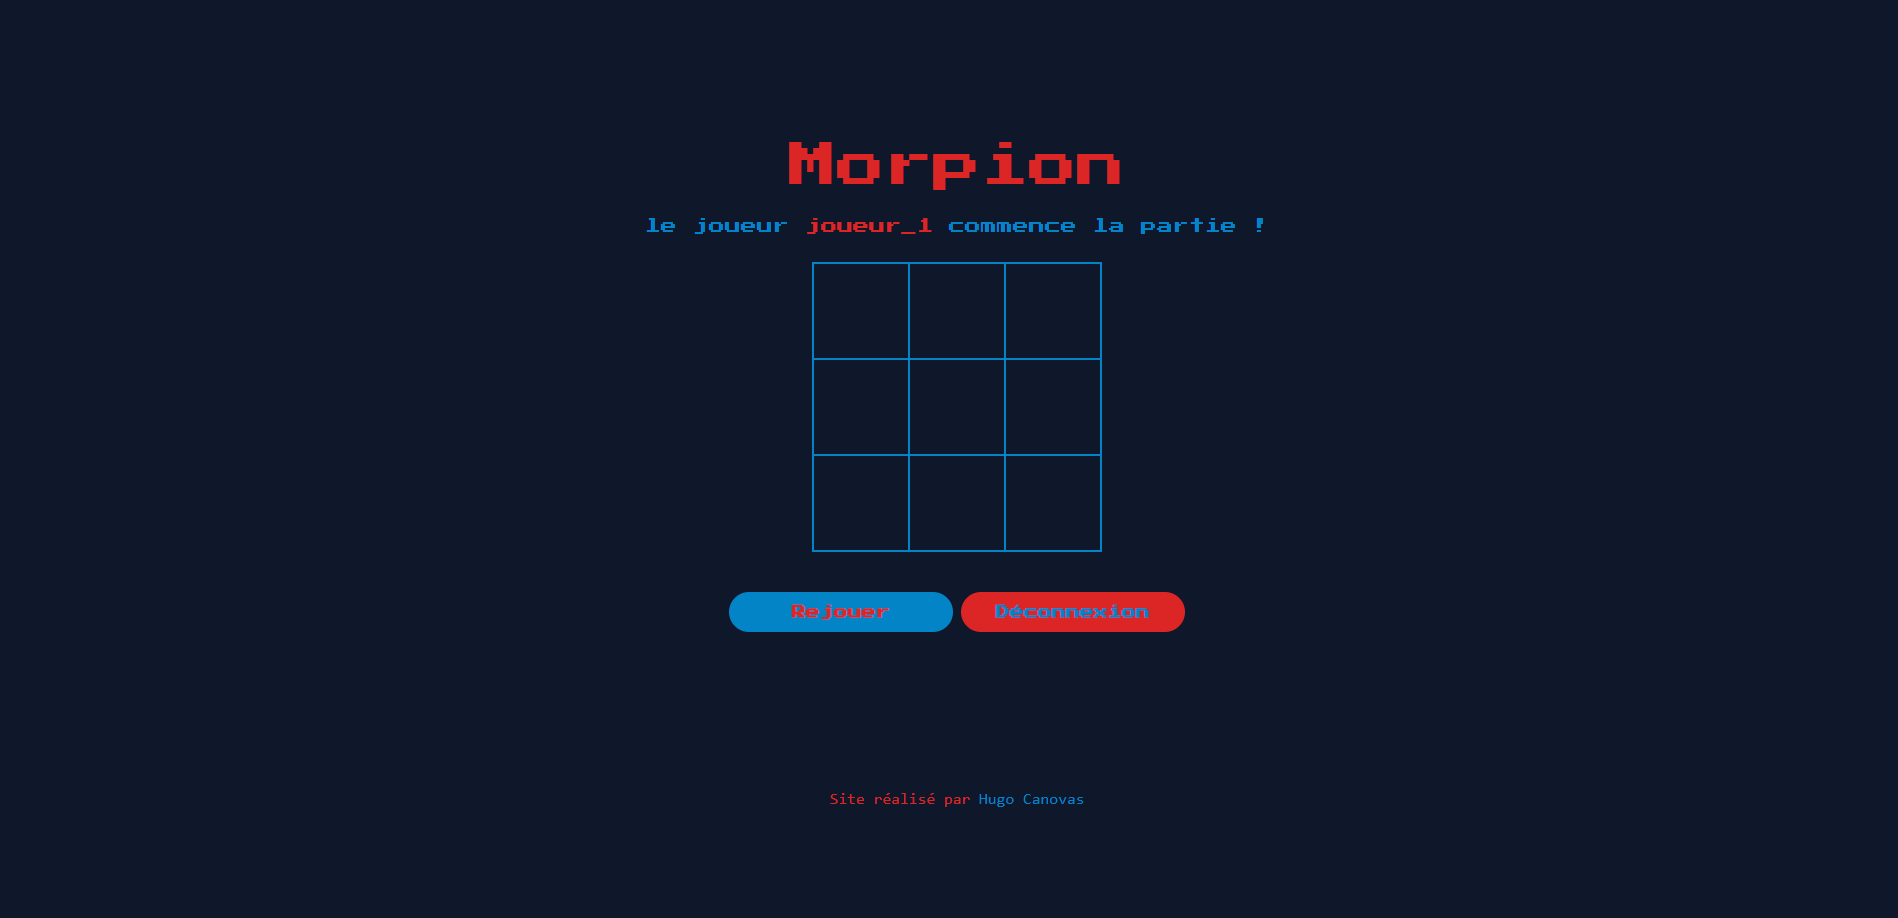 Morpion
le joueur joueur_1 commence la partie !
Rejouer
Déconnexion
Site réalisé par Hugo Canovas